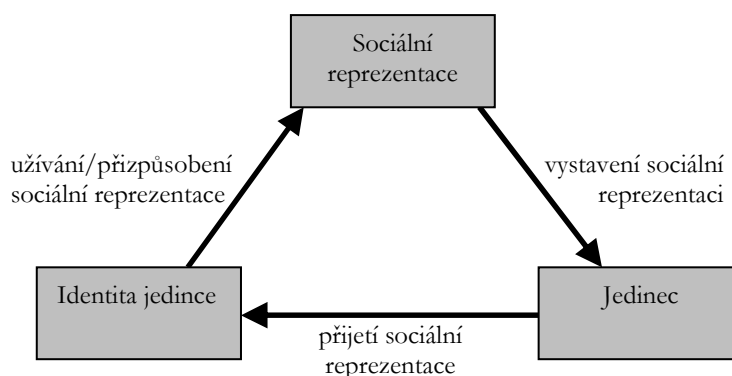 Sociální
reprezentace
užívání/přizpůsobení
sociální reprezentace
vystavení sociální
reprezentaci
Identita jedince
Jedinec
přijetí sociální
reprezentace